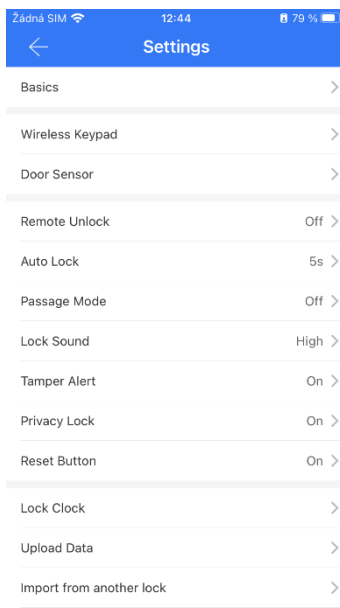 Žádná SIM 12:44 79 %
Settings
Basics
Wireless Keypad
Door Sensor
Remote Unlock Off
Auto Lock 5s
Passage Mode Off
Lock Sound High
Tamper Alert On
Privacy Lock On
Reset Button On
Lock Clock
Upload Data
Import from another lock